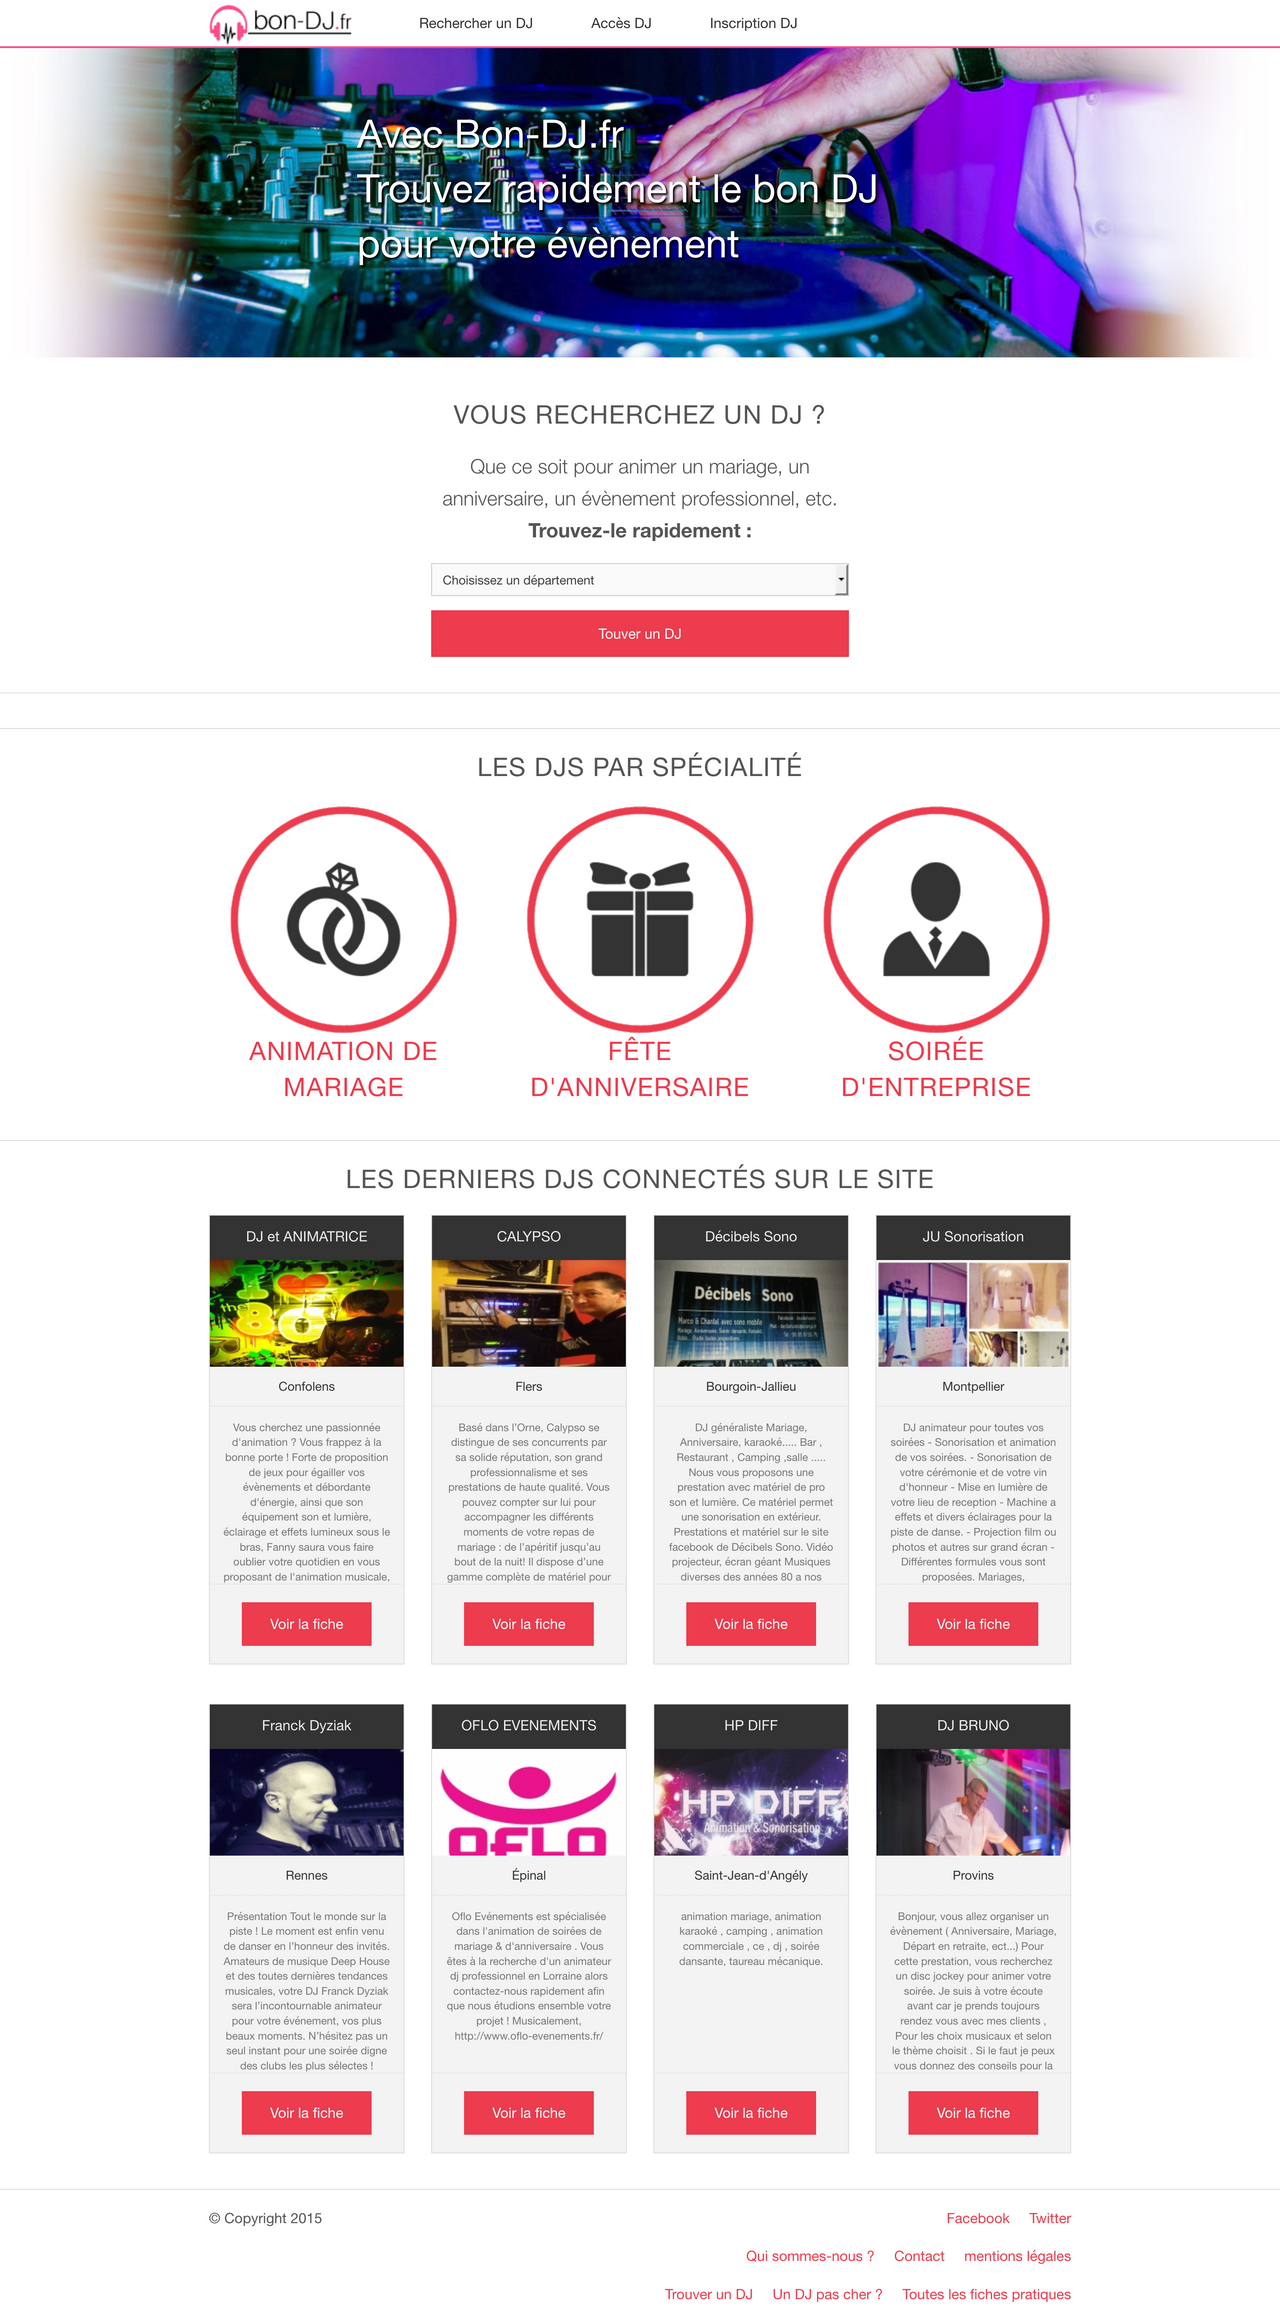 bon-DJ.fr
Rechercher un DJ
Accès DJ
Inscription DJ
Avec Bon-DJ.fr
Trouvez rapidement le bon DJ
pour votre évènement
VOUS RECHERCHEZ UN DJ ?
Que ce soit pour animer un mariage, un
anniversaire, un évènement professionnel, etc.
Trouvez-le rapidement :
Choisissez un département
Touver un DJ
LES DJS PAR SPÉCIALITÉ
ANIMATION DE
MARIAGE
FÊTE
D'ANNIVERSAIRE
SOIRÉE
D'ENTREPRISE
LES DERNIERS DJS CONNECTÉS SUR LE SITE
DJ et ANIMATRICE
I
the
80
Confolens
Vous cherchez une passionnée
d'animation ? Vous frappez à la
bonne porte ! Forte de proposition
de jeux pour égailler vos
évènements et débordante
d'énergie, ainsi que son
équipement son et lumière,
éclairage et effets lumineux sous le
bras, Fanny saura vous faire
oublier votre quotidien en vous
proposant de l'animation musicale,
Voir la fiche
CALYPSO
Flers
Basé dans l’Orne, Calypso se
distingue de ses concurrents par
sa solide réputation, son grand
professionnalisme et ses
prestations de haute qualité. Vous
pouvez compter sur lui pour
accompagner les différents
moments de votre repas de
mariage : de l’apéritif jusqu’au
bout de la nuit! Il dispose d’une
gamme complète de matériel pour
Voir la fiche
Décibels Sono
Décibels Sono
Marco & Chantal avec sono mobile
Bourgoin-Jallieu
DJ généraliste Mariage,
Anniversaire, karaoké..... Bar ,
Restaurant , Camping ,salle .....
Nous vous proposons une
prestation avec matériel de pro
son et lumière. Ce matériel permet
une sonorisation en extérieur.
Prestations et matériel sur le site
facebook de Décibels Sono. Vidéo
projecteur, écran géant Musiques
diverses des années 80 a nos
Voir la fiche
JU Sonorisation
Montpellier
DJ animateur pour toutes vos
soirées - Sonorisation et animation
de vos soirées. - Sonorisation de
votre cérémonie et de votre vin
d'honneur - Mise en lumière de
votre lieu de reception - Machine a
effets et divers éclairages pour la
piste de danse. - Projection film ou
photos et autres sur grand écran -
Différentes formules vous sont
proposées. Mariages,
Voir la fiche
Franck Dyziak
Rennes
Présentation Tout le monde sur la
piste ! Le moment est enfin venu
de danser en l’honneur des invités.
Amateurs de musique Deep House
et des toutes dernières tendances
musicales, votre DJ Franck Dyziak
sera l’incontournable animateur
pour votre événement, vos plus
beaux moments. N’hésitez pas un
seul instant pour une soirée digne
des clubs les plus sélectes !
Voir la fiche
OFLO EVENEMENTS
OFLO
Épinal
Oflo Evénements est spécialisée
dans l'animation de soirées de
mariage & d'anniversaire . Vous
êtes à la recherche d'un animateur
dj professionnel en Lorraine alors
contactez-nous rapidement afin
que nous étudions ensemble votre
projet ! Musicalement,
http://www.oflo-evenements.fr/
Voir la fiche
HP DIFF
HP DIFF
Animation & Sonorisation
Saint-Jean-d'Angély
animation mariage, animation
karaoké , camping , animation
commerciale , ce , dj , soirée
dansante, taureau mécanique.
Voir la fiche
DJ BRUNO
Provins
Bonjour, vous allez organiser un
évènement ( Anniversaire, Mariage,
Départ en retraite, ect...) Pour
cette prestation, vous recherchez
un disc jockey pour animer votre
soirée. Je suis à votre écoute
avant car je prends toujours
rendez vous avec mes clients ,
Pour les choix musicaux et selon
le thème choisit . Si le faut je peux
vous donnez des conseils pour la
Voir la fiche
© Copyright 2015
Facebook
Twitter
Qui sommes-nous ?
Contact
mentions légales
Trouver un DJ
Un DJ pas cher ?
Toutes les fiches pratiques